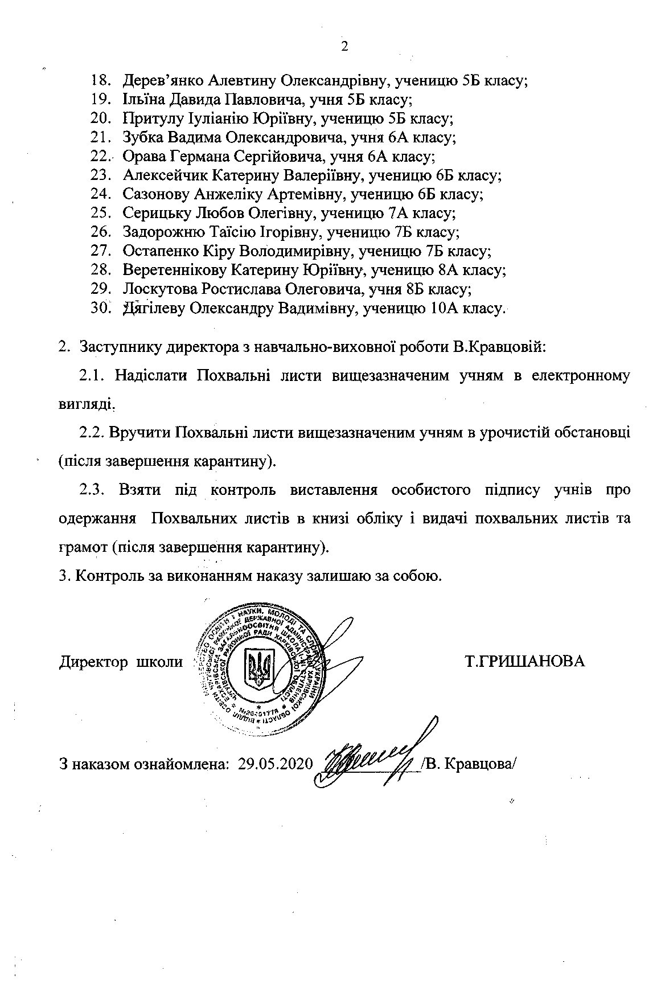 2
18. Дерев’янко Алевтину Олександрівну, ученицю 5Б класу;
19. Ільїна Давида Павловича, учня 5Б класу;
20. Притулу Іуліанію Юріївну, ученицю 5Б класу;
21. Зубка Вадима Олександровича, учня 6А класу;
22. Орава Германа Сергійовича, учня 6А класу;
23. Алексейчик Катерину Валеріївну, ученицю 6Б класу;
24. Сазонову Анжеліку Артемівну, ученицю 6Б класу;
25. Серицьку Любов Олегівну, ученицю 7А класу;
26. Задорожню Таїсію Ігорівну, ученицю 7Б класу;
27. Остапенко Кіру Володимирівну, ученицю 7Б класу;
28. Веретеннікову Катерину Юріївну, ученицю 8А класу;
29. Лоскутова Ростислава Олеговича, учня 8Б класу;
30. Дягілеву Олександру Вадимівну, ученицю 10А класу.
2. Заступнику директора з навчально-виховної роботи В.Кравцовій:
2.1. Надіслати Похвальні листи вищезазначеним учням в електронному
вигляді.
2.2. Вручити Похвальні листи вищезазначеним учням в урочистій обстановці
(після завершення карантину).
2.3. Взяти під контроль виставлення особистого підпису учнів про
одержання Похвальних листів в книзі обліку і видачі похвальних листів та
грамот (після завершення карантину).
3. Контроль за виконанням наказу залишаю за собою.
Директор школи Т.ГРИШАНОВА
З наказом ознайомлена: 29.05.2020 /В. Кравцова/